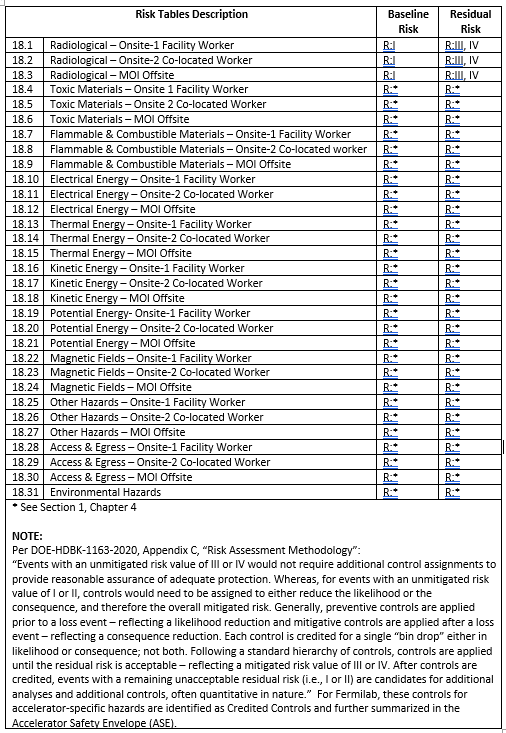 Risk Tables Description Baseline Risk Residual Risk
18.1 Radiological – Onsite-1 Facility Worker R:I R:III, IV
18.2 Radiological – Onsite-2 Co-located Worker R:I R:III, IV
18.3 Radiological – MOI Offsite R:I R:III, IV
18.4 Toxic Materials – Onsite 1 Facility Worker R:* R:*
18.5 Toxic Materials – Onsite 2 Co-located Worker R:* R:*
18.6 Toxic Materials – MOI Offsite R:* R:*
18.7 Flammable & Combustible Materials – Onsite-1 Facility Worker R:* R:*
18.8 Flammable & Combustible Materials – Onsite-2 Co-located worker R:* R:*
18.9 Flammable & Combustible Materials – MOI Offsite R:* R:*
18.10 Electrical Energy – Onsite-1 Facility Worker R:* R:*
18.11 Electrical Energy – Onsite-2 Co-located Worker R:* R:*
18.12 Electrical Energy – MOI Offsite R:* R:*
18.13 Thermal Energy – Onsite-1 Facility Worker R:* R:*
18.14 Thermal Energy – Onsite-2 Co-located Worker R:* R:*
18.15 Thermal Energy – MOI Offsite R:* R:*
18.16 Kinetic Energy – Onsite-1 Facility Worker R:* R:*
18.17 Kinetic Energy – Onsite-2 Co-located Worker R:* R:*
18.18 Kinetic Energy – MOI Offsite R:* R:*
18.19 Potential Energy- Onsite-1 Facility Worker R:* R:*
18.20 Potential Energy – Onsite-2 Co-located Worker R:* R:*
18.21 Potential Energy – MOI Offsite R:* R:*
18.22 Magnetic Fields – Onsite-1 Facility Worker R:* R:*
18.23 Magnetic Fields – Onsite-2 Co-located Worker R:* R:*
18.24 Magnetic Fields – MOI Offsite R:* R:*
18.25 Other Hazards – Onsite-1 Facility Worker R:* R:*
18.26 Other Hazards – Onsite-2 Co-located Worker R:* R:*
18.27 Other Hazards – MOI Offsite R:* R:*
18.28 Access & Egress – Onsite-1 Facility Worker R:* R:*
18.29 Access & Egress – Onsite-2 Co-located Worker R:* R:*
18.30 Access & Egress – MOI Offsite R:* R:*
18.31 Environmental Hazards R:* R:*
* See Section 1, Chapter 4
NOTE:
Per DOE-HDBK-1163-2020, Appendix C, “Risk Assessment Methodology”:
“Events with an unmitigated risk value of III or IV would not require additional control assignments to
provide reasonable assurance of adequate protection. Whereas, for events with an unmitigated risk
value of I or II, controls would need to be assigned to either reduce the likelihood or the
consequence, and therefore the overall mitigated risk. Generally, preventive controls are applied
prior to a loss event – reflecting a likelihood reduction and mitigative controls are applied after a loss
event – reflecting a consequence reduction. Each control is credited for a single “bin drop” either in
likelihood or consequence; not both. Following a standard hierarchy of controls, controls are applied
until the residual risk is acceptable – reflecting a mitigated risk value of III or IV. After controls are
credited, events with a remaining unacceptable residual risk (i.e., I or II) are candidates for additional
analyses and additional controls, often quantitative in nature.” For Fermilab, these controls for
accelerator-specific hazards are identified as Credited Controls and further summarized in the
Accelerator Safety Envelope (ASE).